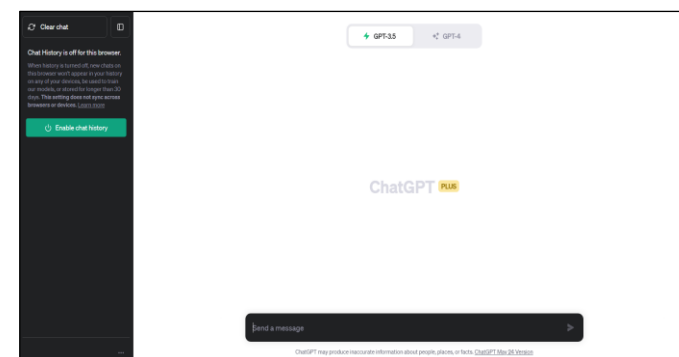 Clear chat
GPT-3.5
GPT-4
Chat History is off for this browser.
When history is turned off, new chats on
this browser won't appear in your history
on any of your devices, be used to train
our models, or stored for longer than 30
days. This setting does not sync across
browsers or devices. Learn more
Enable chat history
ChatGPT PLUS
Send a message
ChatGPT may produce inaccurate information about people, places, or facts. ChatGPT May 24 Version